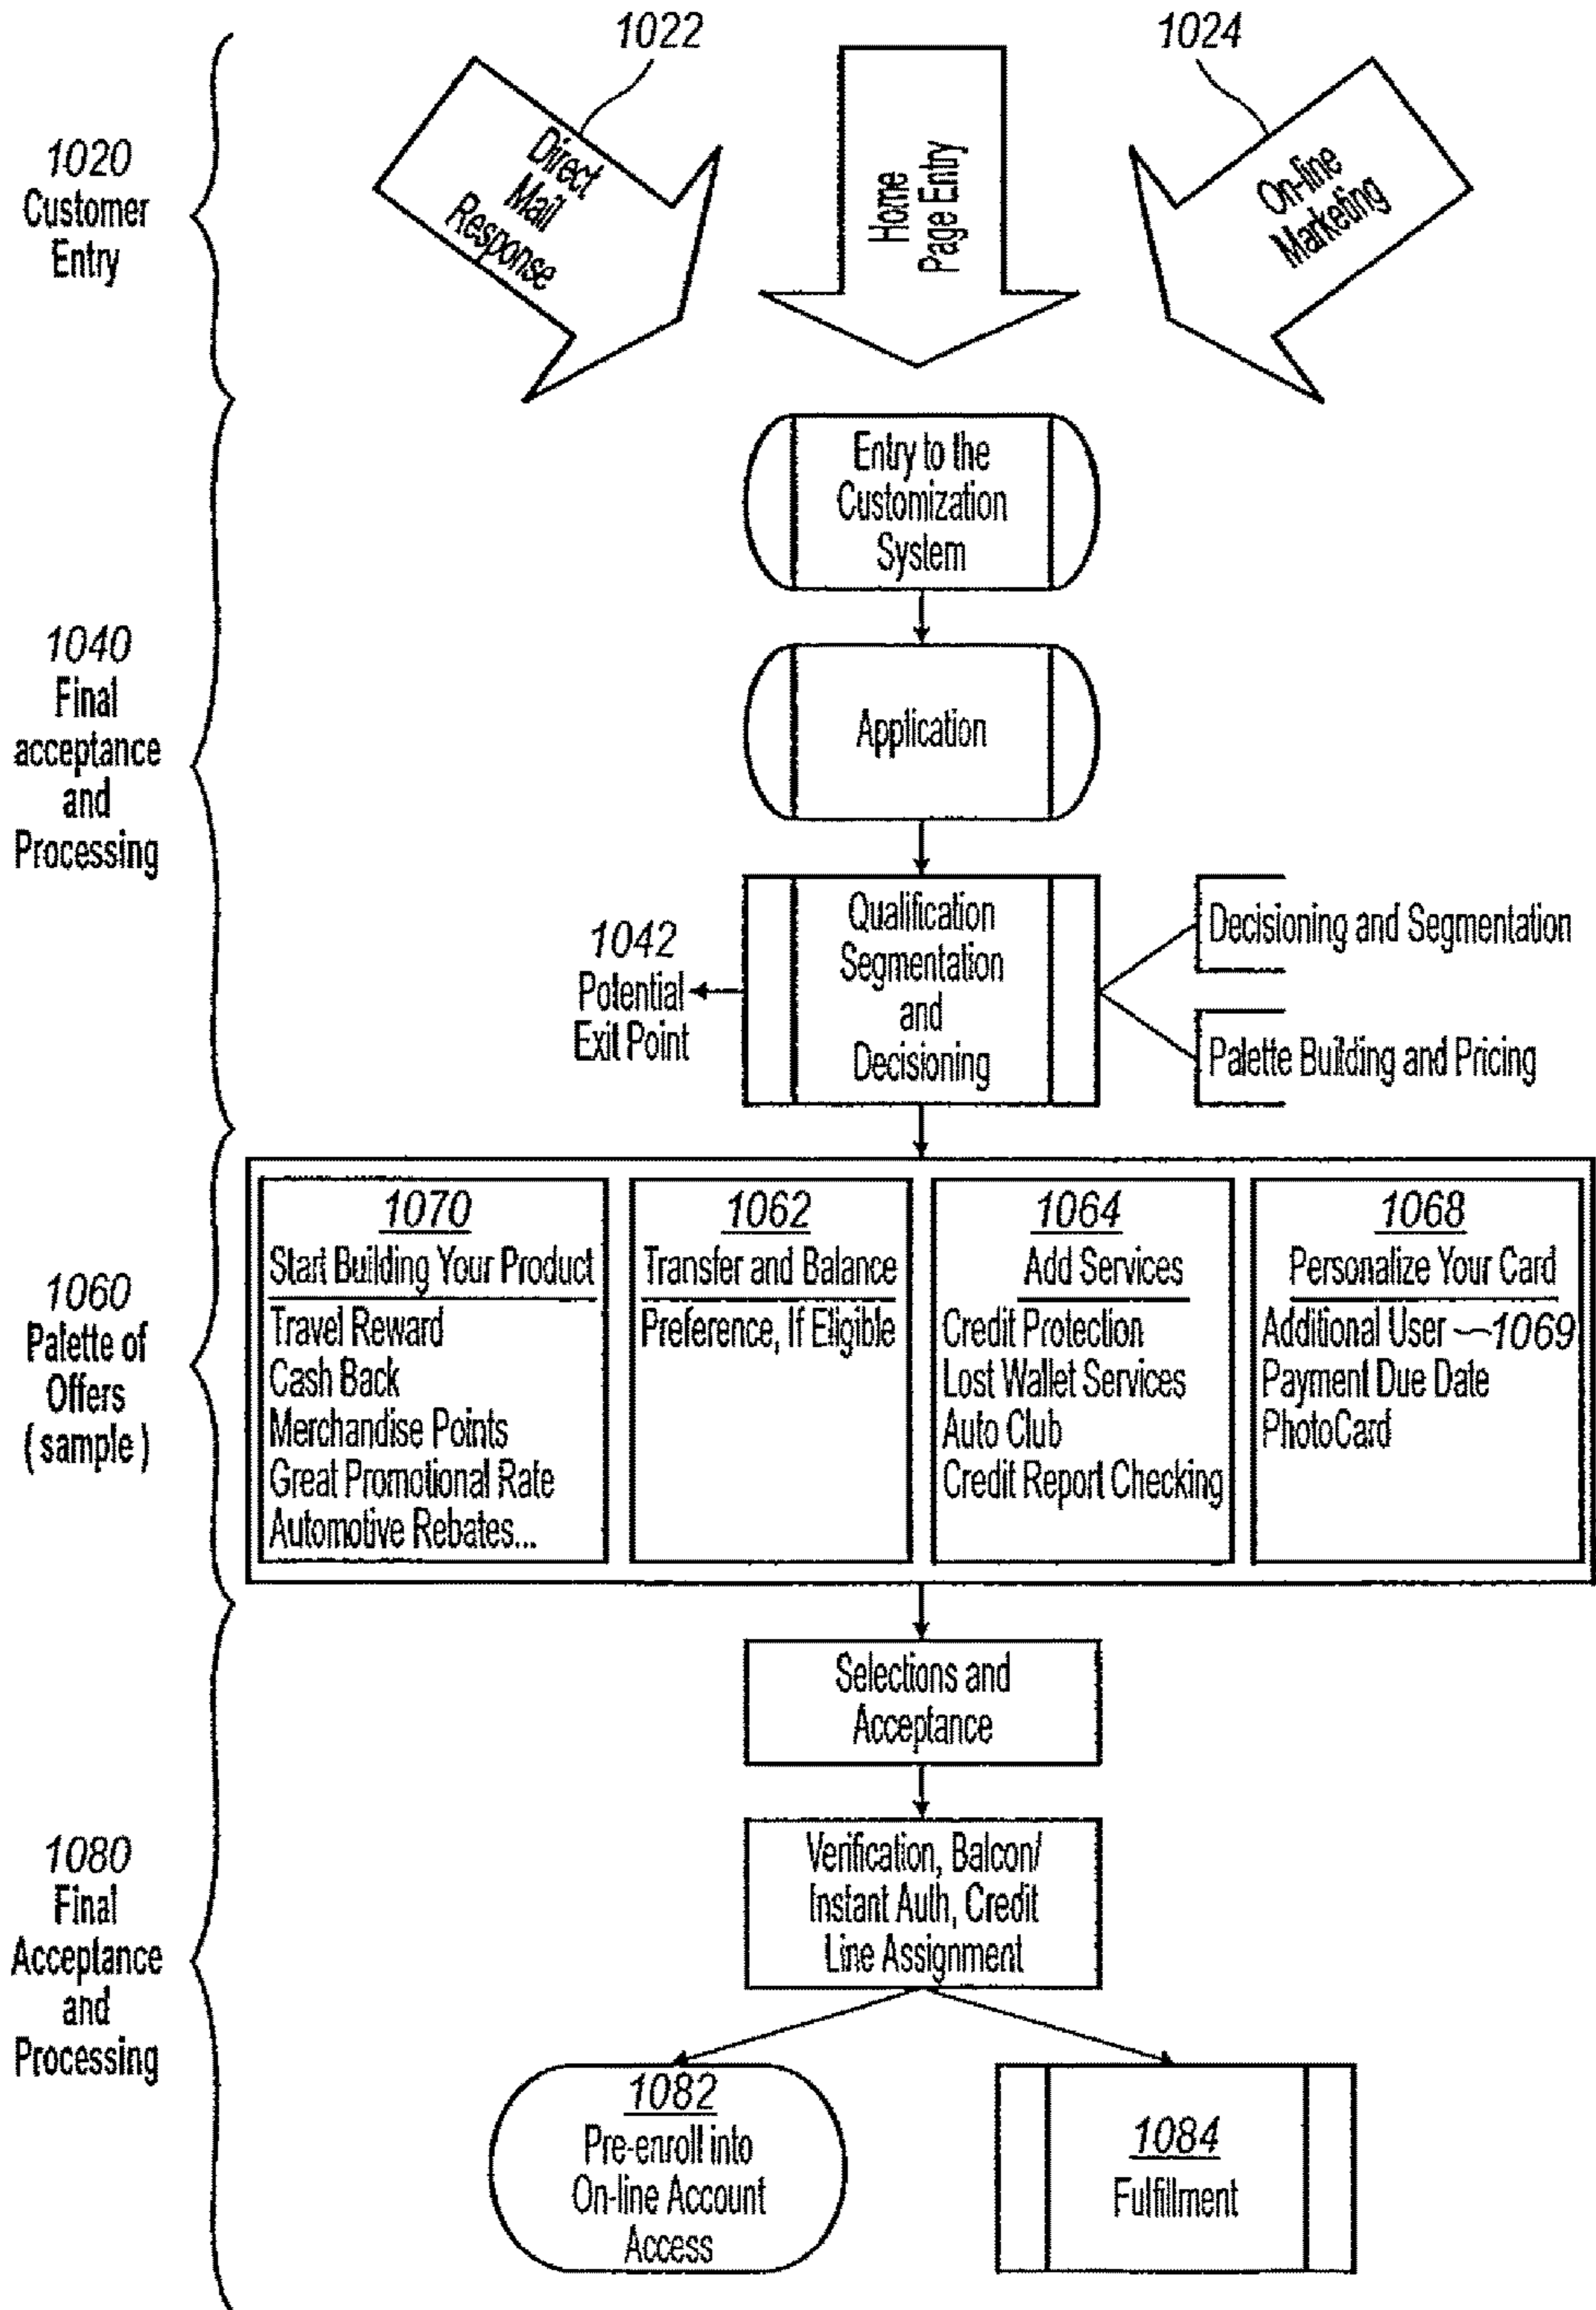 1022
1024
1020
Customer
Entry
Direct
Mail
Response
Home
Page Entry
On-line
Marketing
Entry to the
Customization
System
1040
Final
acceptance
and
Processing
Application
1042
Potential
Exit Point
Qualification
Segmentation
and
Decisioning
Decisioning and Segmentation
Palette Building and Pricing
1060
Palette of
Offers
( sample )
1070
Start Building Your Product
Travel Reward
Cash Back
Merchandise Points
Great Promotional Rate
Automotive Rebates...
1062
Transfer and Balance
Preference, If Eligible
1064
Add Services
Credit Protection
Lost Wallet Services
Auto Club
Credit Report Checking
1068
Personalize Your Card
Additional User 1069
Payment Due Date
PhotoCard
Selections and
Acceptance
1080
Final
Acceptance
and
Processing
Verification, Balcon/
Instant Auth, Credit
Line Assignment
1082
Pre-enroll into
On-line Account
Access
1084
Fulfillment